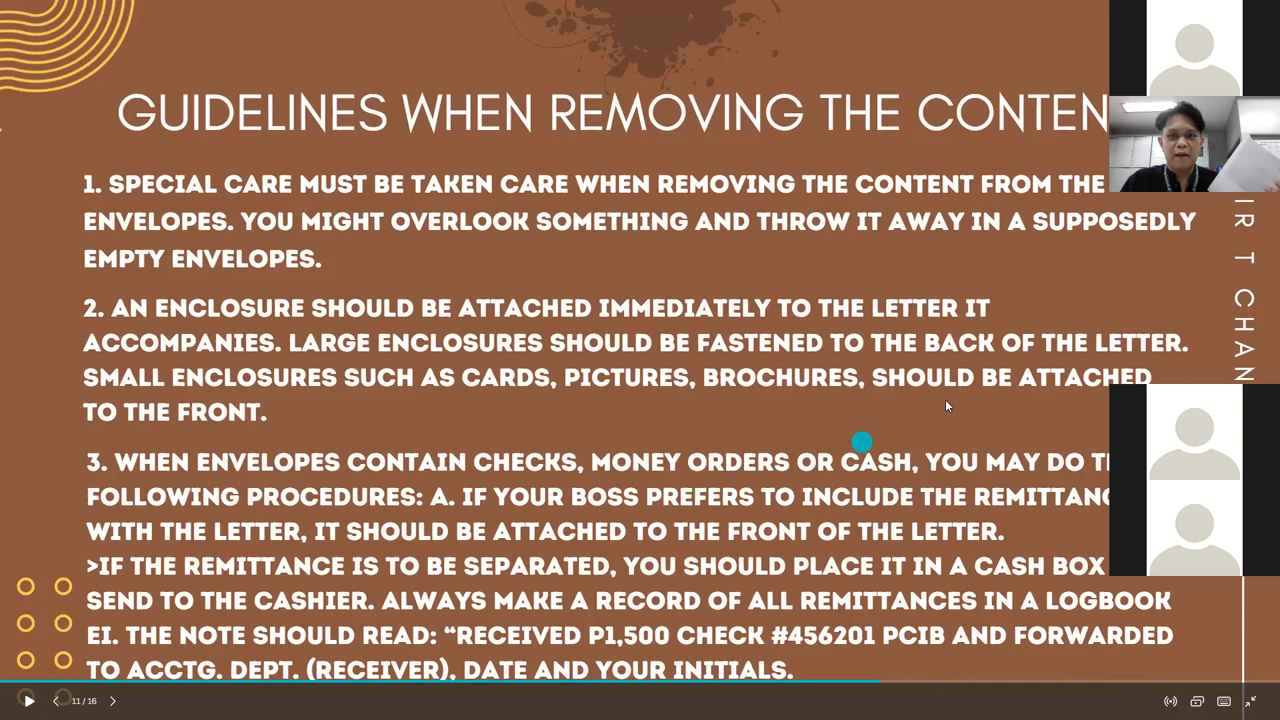 GUIDELINES WHEN REMOVING THE CONTEN
1. SPECIAL CARE MUST BE TAKEN CARE WHEN REMOVING THE CONTENT FROM THE
ENVELOPES. YOU MIGHT OVERLOOK SOMETHING AND THROW IT AWAY IN A SUPPOSEDLY
EMPTY ENVELOPES.
2. AN ENCLOSURE SHOULD BE ATTACHED IMMEDIATELY TO THE LETTER IT
ACCOMPANIES. LARGE ENCLOSURES SHOULD BE FASTENED TO THE BACK OF THE LETTER.
SMALL ENCLOSURES SUCH AS CARDS, PICTURES, BROCHURES, SHOULD BE ATTACHED
TO THE FRONT.
3. WHEN ENVELOPES CONTAIN CHECKS, MONEY ORDERS OR CASH, YOU MAY DO
FOLLOWING PROCEDURES: A. IF YOUR BOSS PREFERS TO INCLUDE THE REMITTANC
WITH THE LETTER, IT SHOULD BE ATTACHED TO THE FRONT OF THE LETTER.
>IF THE REMITTANCE IS TO BE SEPARATED, YOU SHOULD PLACE IT IN A CASH BOX
SEND TO THE CASHIER. ALWAYS MAKE A RECORD OF ALL REMITTANCES IN A LOGBOOK
EI. THE NOTE SHOULD READ: “RECEIVED P1,500 CHECK #456201 PCIB AND FORWARDED
TO ACCTG. DEPT. (RECEIVER), DATE AND YOUR INITIALS.
IR T CHAN
11 / 16